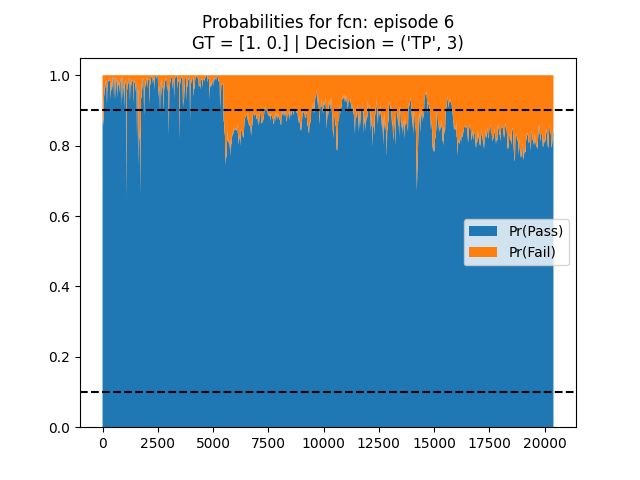 Probabilities for fcn: episode 6
GT = [1. 0.] | Decision = ('TP', 3)
1.0
0.8
0.6
0.4
0.2
0.0
Pr(Pass)
Pr(Fail)
0 2500 5000 7500 10000 12500 15000 17500 20000